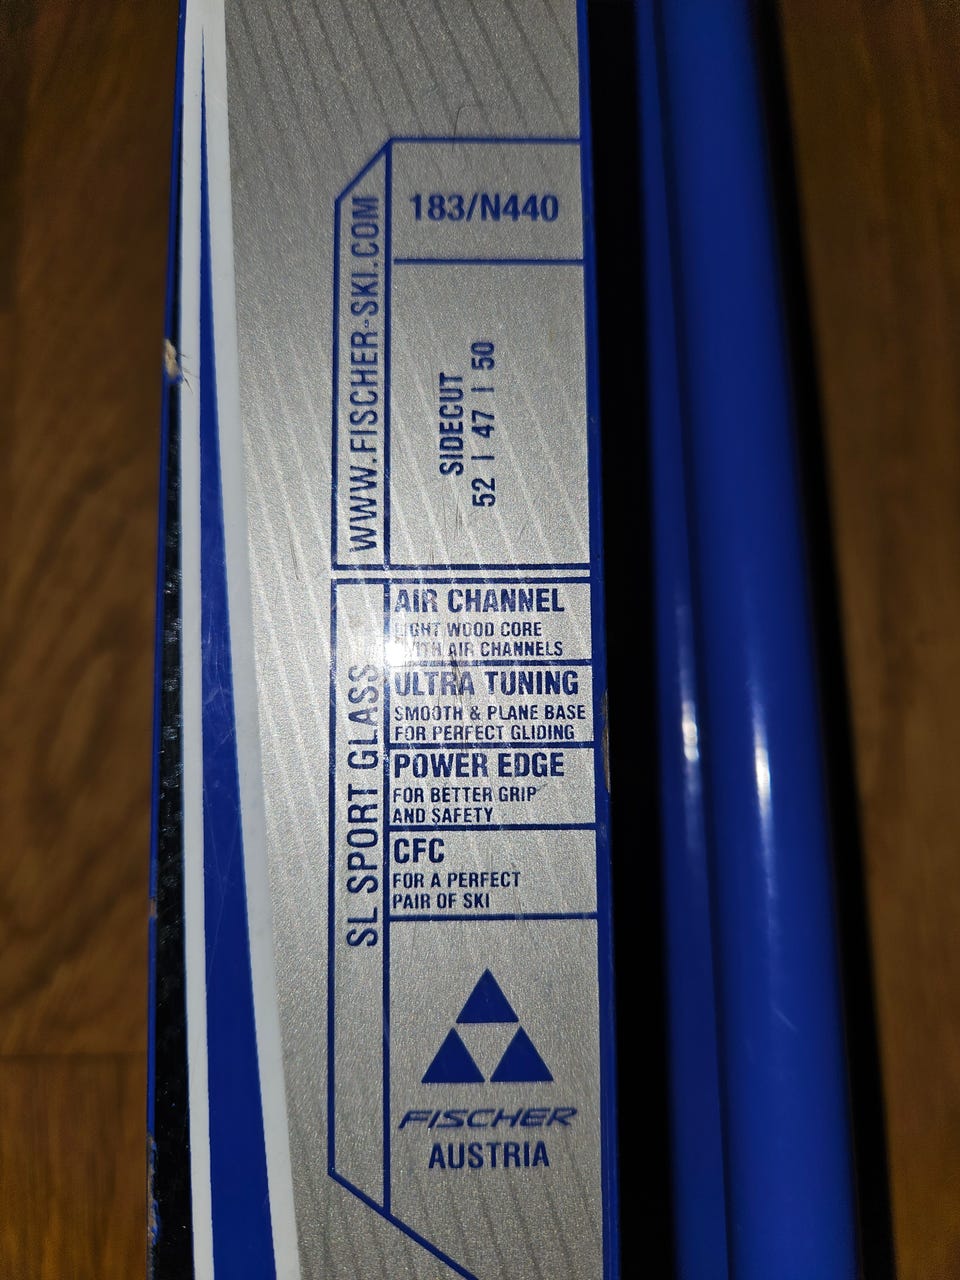 183/N440
WWW.FISCHER-SKI.COM
SIDECUT
52 | 47 | 50
SL SPORT GLASS
AIR CHANNEL
LIGHT WOOD CORE
WITH AIR CHANNELS
ULTRA TUNING
SMOOTH & PLANE BASE
FOR PERFECT GLIDING
POWER EDGE
FOR BETTER GRIP
AND SAFETY
CFC
FOR A PERFECT
PAIR OF SKI
FISCHER
AUSTRIA